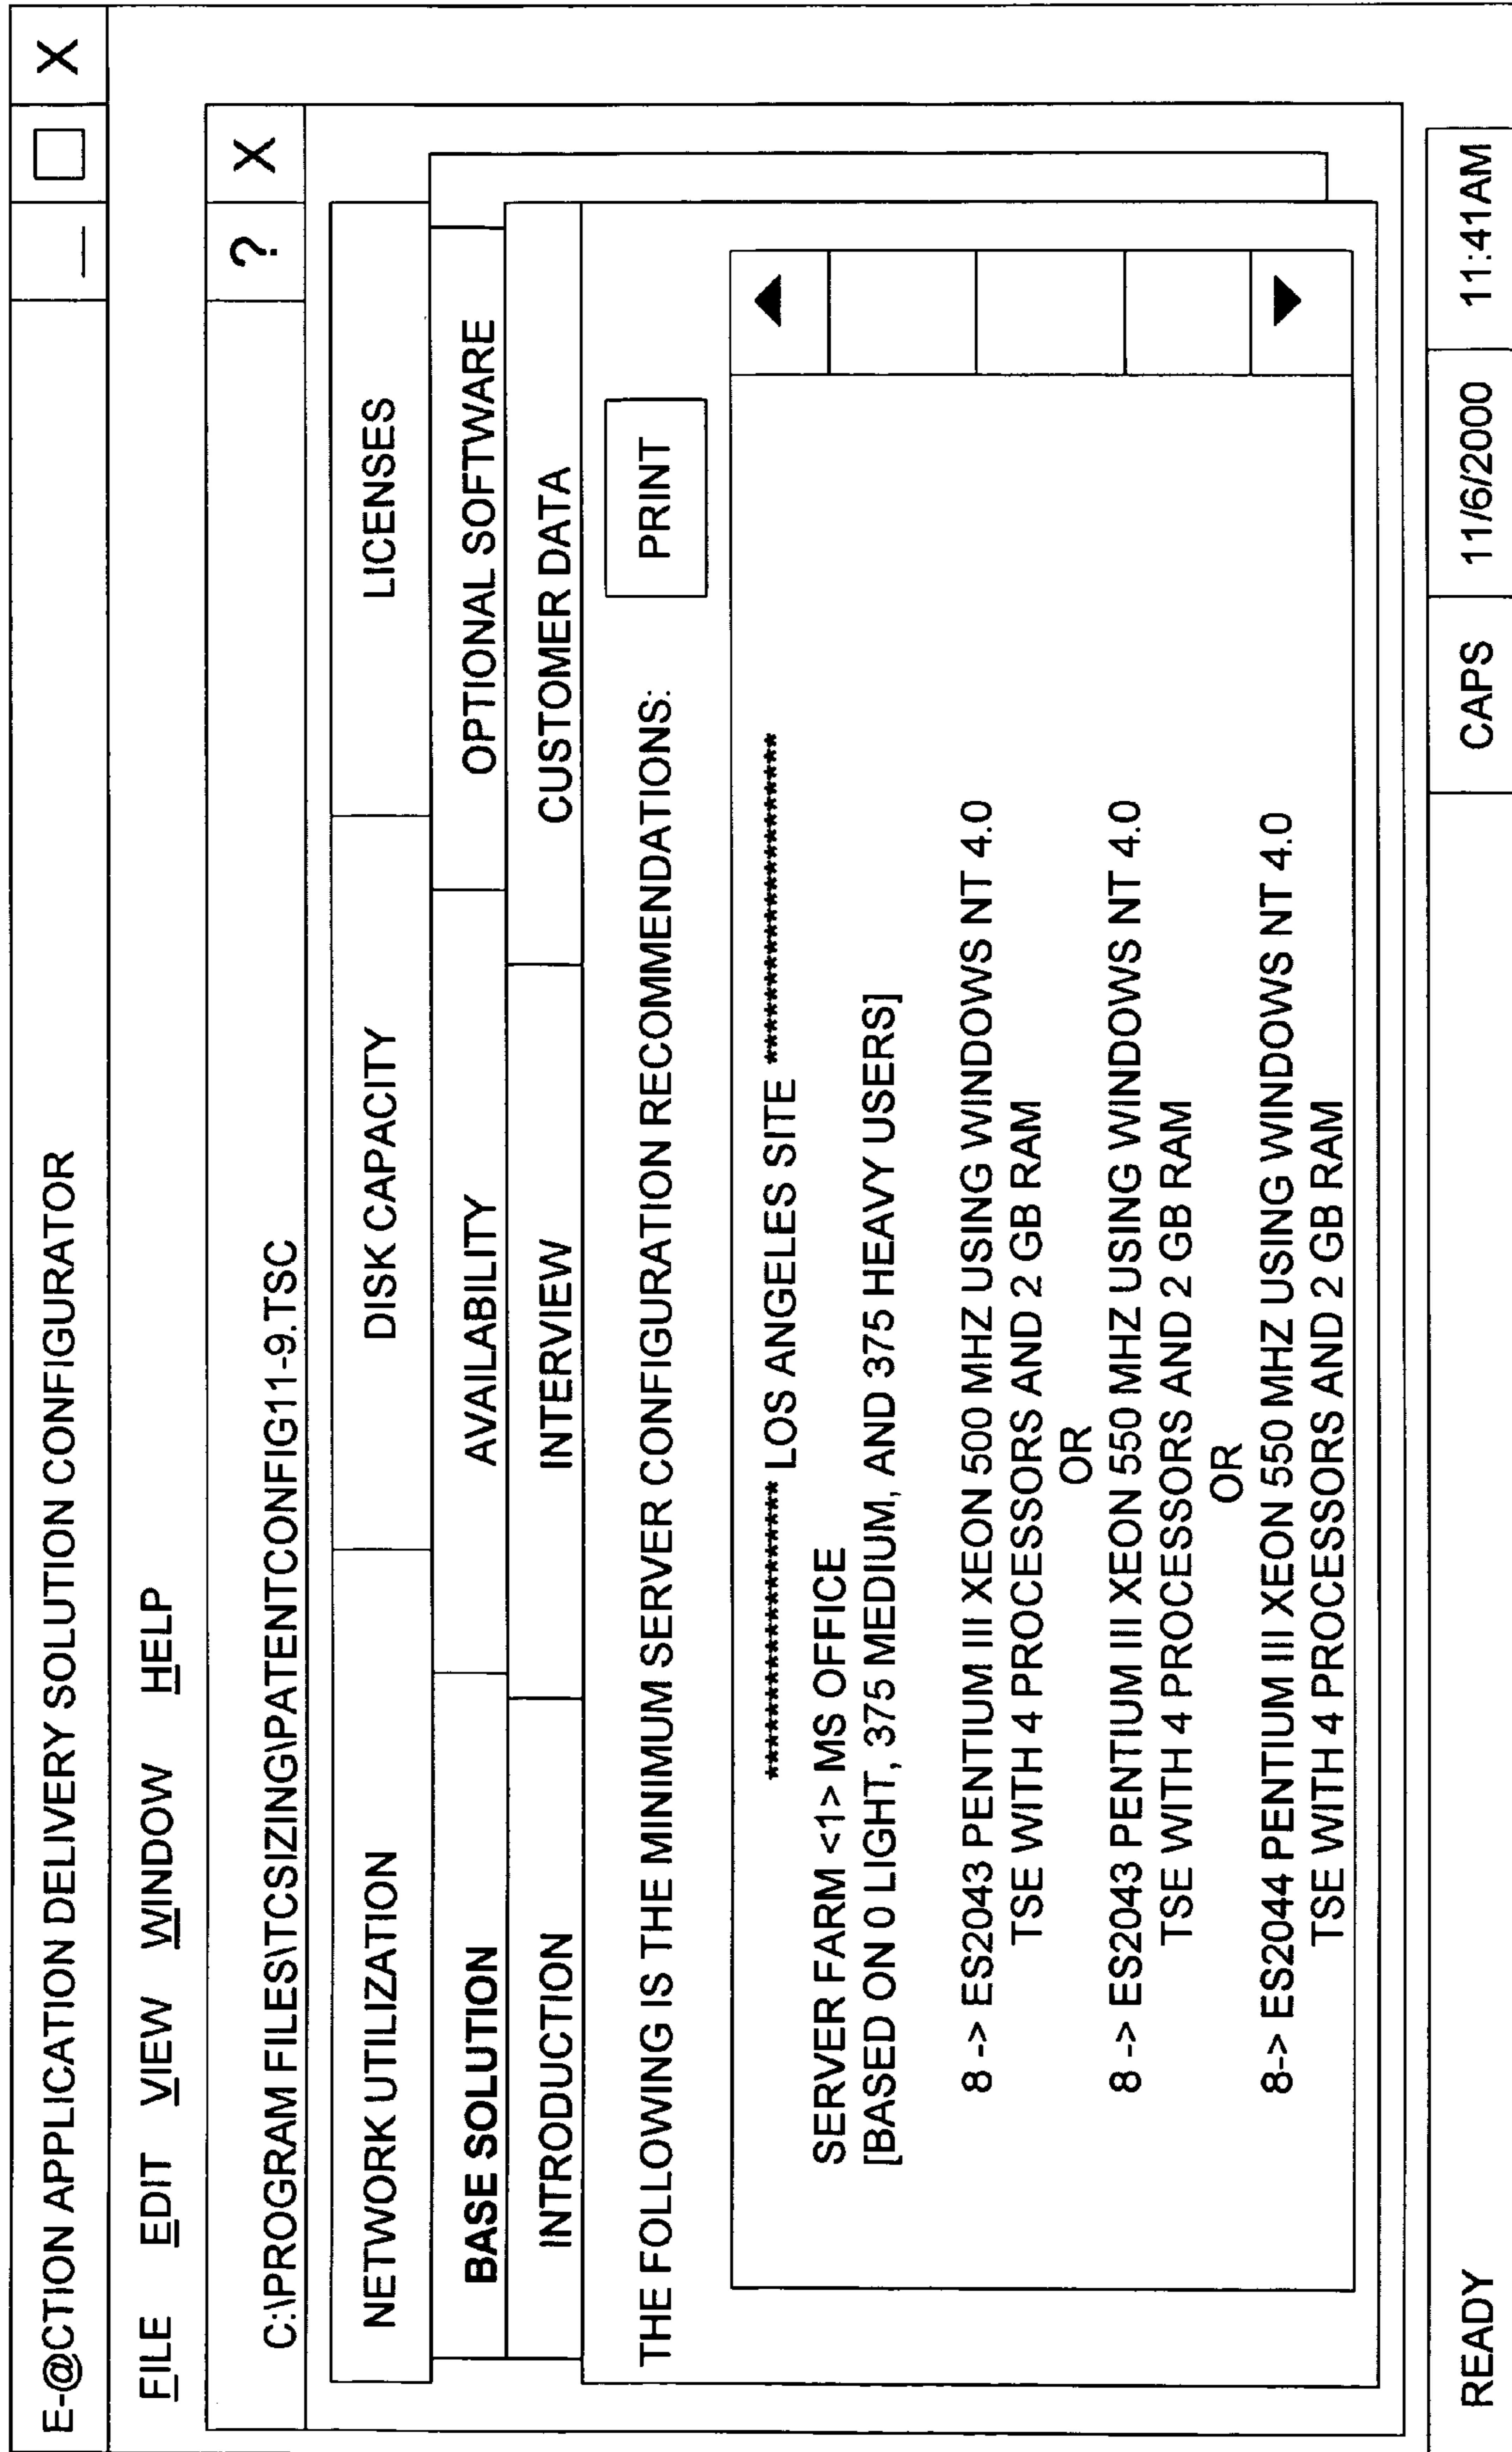 E-@CTION APPLICATION DELIVERY SOLUTION CONFIGURATOR _ X
FILE EDIT VIEW WINDOW HELP
C:\PROGRAM FILES\TCSIZING\PATENTCONFIG11-9.TSC ? X
NETWORK UTILIZATION DISK CAPACITY LICENSES
BASE SOLUTION AVAILABILITY OPTIONAL SOFTWARE
INTRODUCTION INTERVIEW CUSTOMER DATA
THE FOLLOWING IS THE MINIMUM SERVER CONFIGURATION RECOMMENDATIONS: PRINT
********************** LOS ANGELES SITE **********************
SERVER FARM <1> MS OFFICE
[BASED ON 0 LIGHT, 375 MEDIUM, AND 375 HEAVY USERS]
8 --> ES2043 PENTIUM III XEON 500 MHZ USING WINDOWS NT 4.0
TSE WITH 4 PROCESSORS AND 2 GB RAM
OR
8 --> ES2043 PENTIUM III XEON 550 MHZ USING WINDOWS NT 4.0
TSE WITH 4 PROCESSORS AND 2 GB RAM
OR
8--> ES2044 PENTIUM III XEON 550 MHZ USING WINDOWS NT 4.0
TSE WITH 4 PROCESSORS AND 2 GB RAM
READY CAPS 11/6/2000 11:41AM